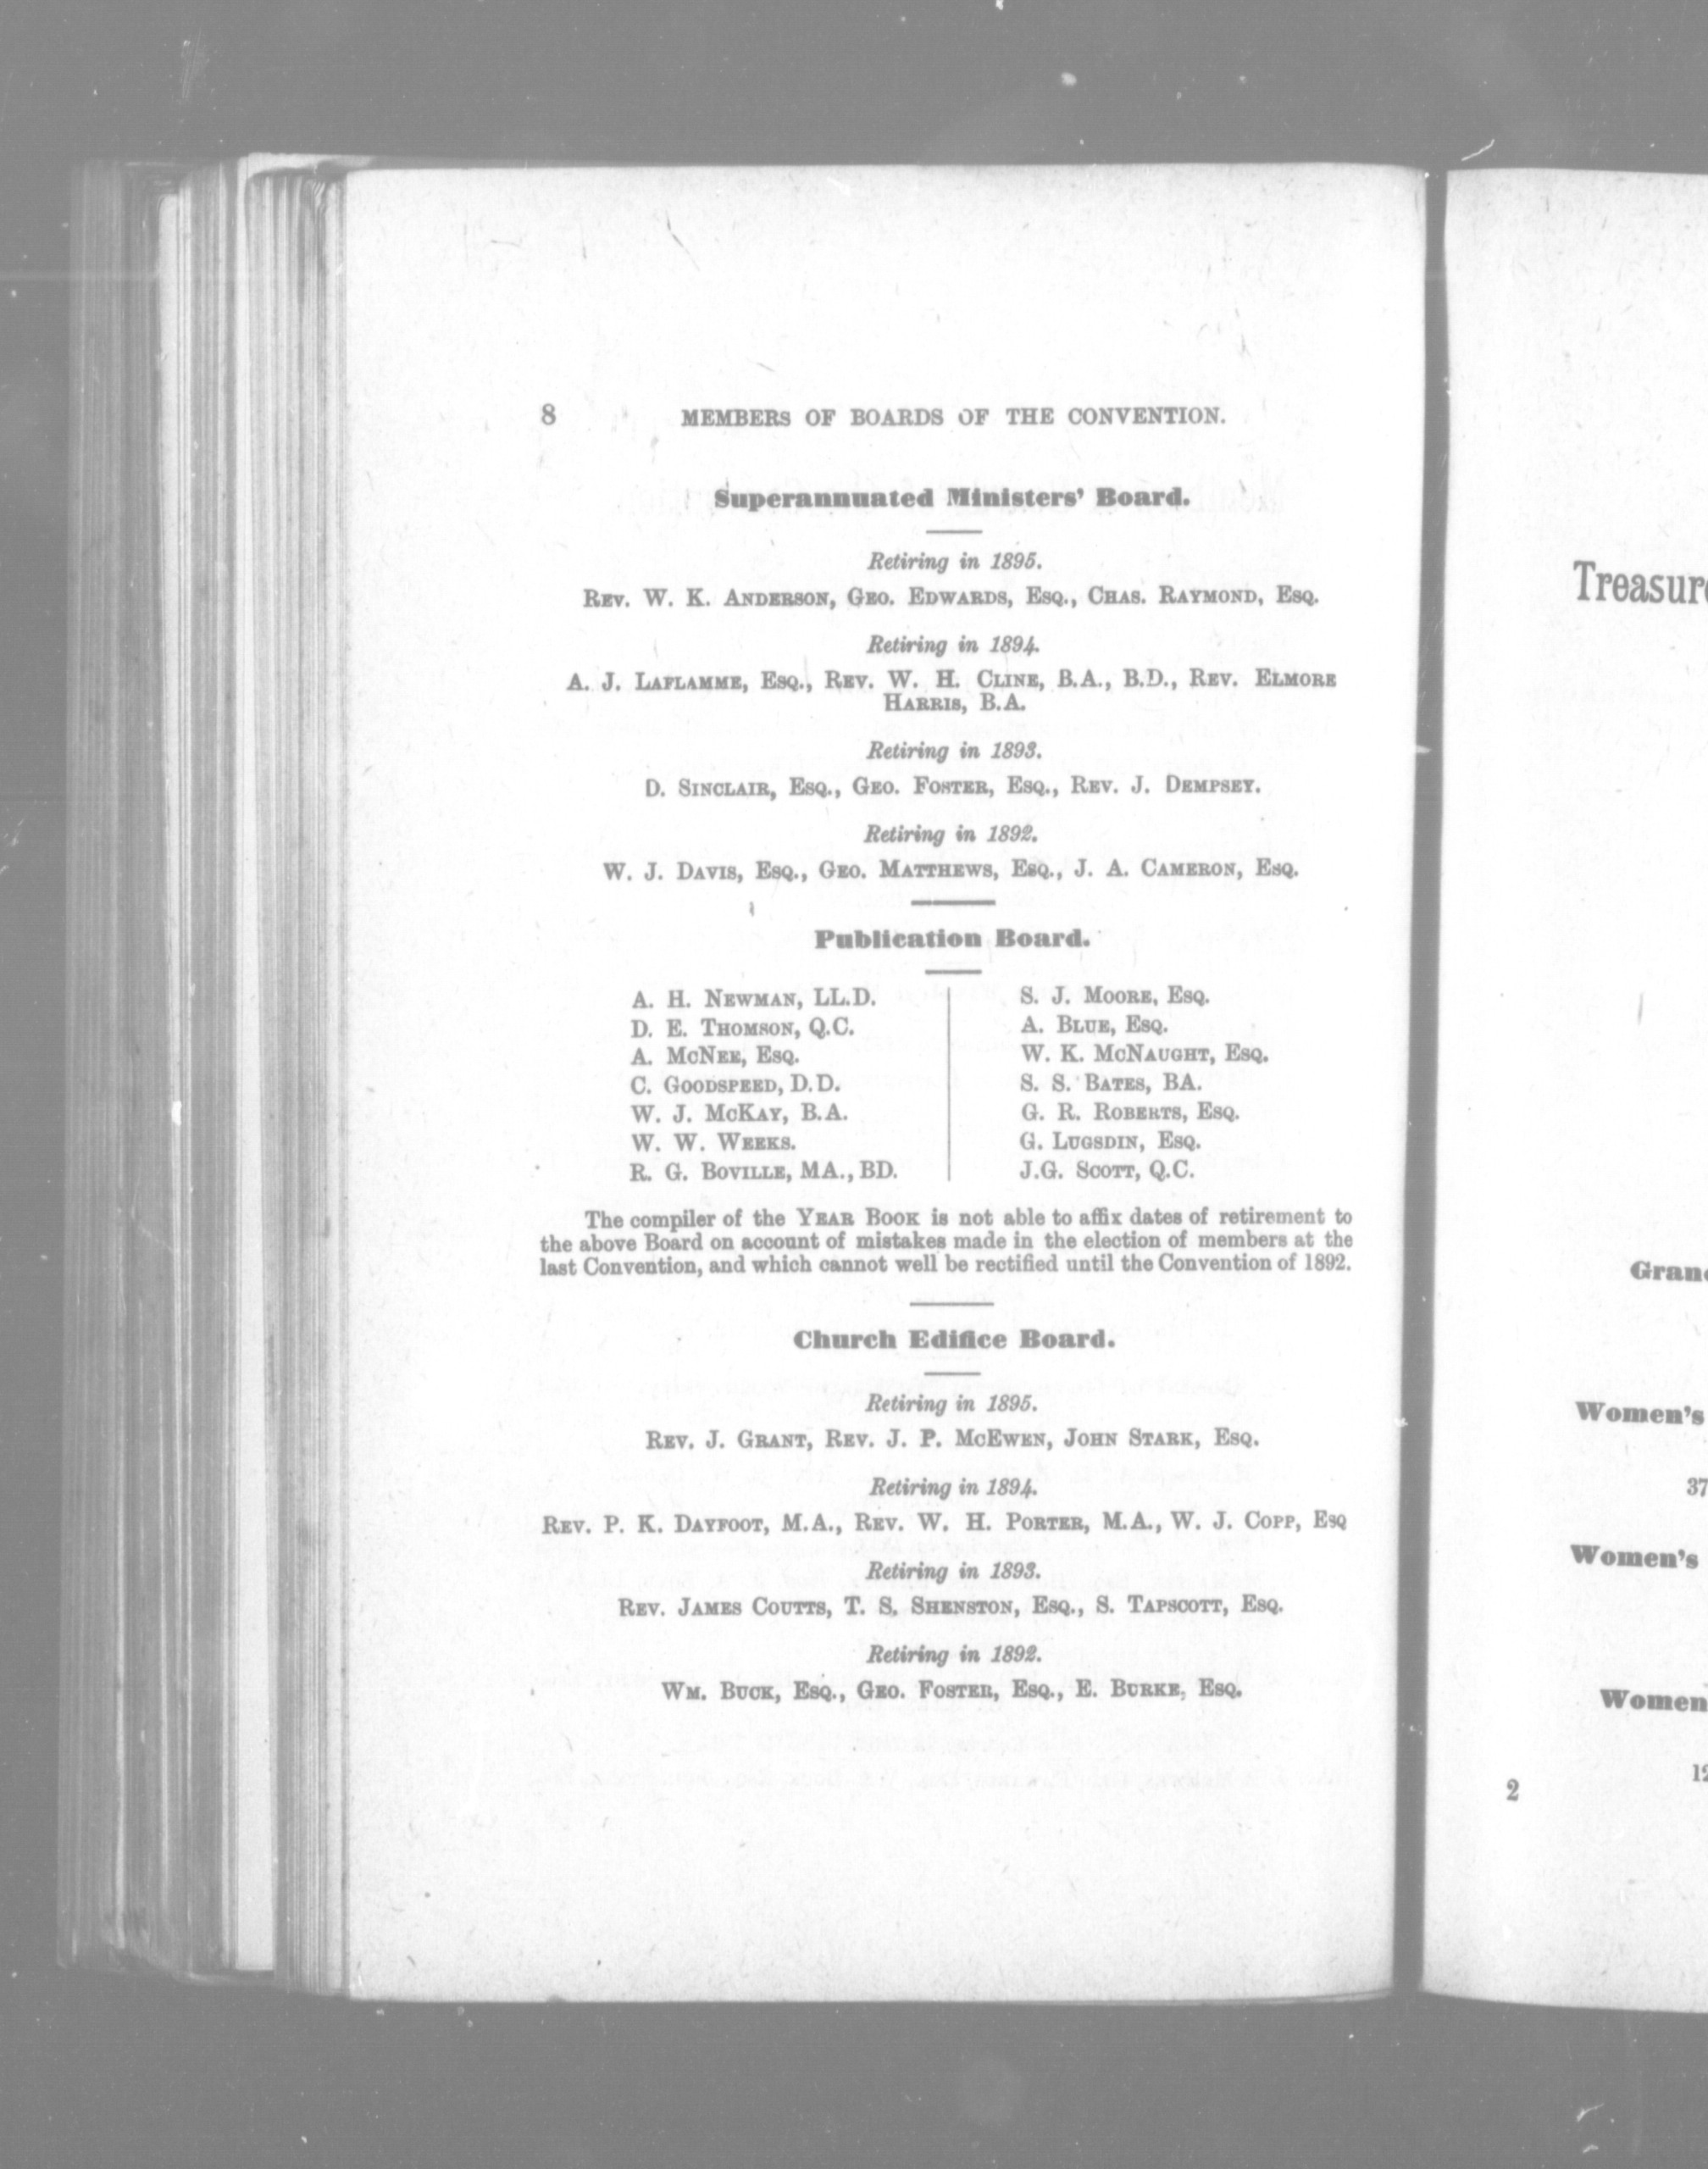 8 MEMBERS OF BOARDS OF THE CONVENTION.
Superannuated Ministers' Board.
Retiring in 1895.
REV. W. K. ANDERSON, GEO. EDWARDS, ESQ., CHAS. RAYMOND, ESQ.
Retiring in 1894.
A. J. LAFLAMME, ESQ., REV. W. H. CLINE, B.A., B.D., REV. ELMORE
HARRIS, B.A.
Retiring in 1893.
D. SINCLAIR, ESQ., GEO. FOSTER, ESQ., REV. J. DEMPSEY.
Retiring in 1892.
W. J. DAVIS, ESQ., GEO. MATTHEWS, ESQ., J. A. CAMERON, ESQ.
Publication Board.
A. H. NEWMAN, LL.D.
D. E. THOMSON, Q.C.
A. MCNEE, ESQ.
C. GOODSPEED, D.D.
W. J. MCKAY, B.A.
W. W. WEEKS.
R. G. BOVILLE, MA., BD.
S. J. MOORE, ESQ.
A. BLUE, ESQ.
W. K. MCNAUGHT, ESQ.
S. S. BATES, BA.
G. R. ROBERTS, ESQ.
G. LUGSDIN, ESQ.
J.G. SCOTT, Q.C.
The compiler of the YEAR BOOK is not able to affix dates of retirement to
the above Board on account of mistakes made in the election of members at the
last Convention, and which cannot well be rectified until the Convention of 1892.
Church Edifice Board.
Retiring in 1895.
REV. J. GRANT, REV. J. P. MCEWEN, JOHN STARK, ESQ.
Retiring in 1894.
REV. P. K. DAYFOOT, M.A., REV. W. H. PORTER, M.A., W. J. COPP, ESQ
Retiring in 1893.
REV. JAMES COUTTS, T. S. SHENSTON, ESQ., S. TAPSCOTT, ESQ.
Retiring in 1892.
WM. BUCK, ESQ., GEO. FOSTER, ESQ., E. BURKE, ESQ.
Women's
37
Women's
Women
12
2